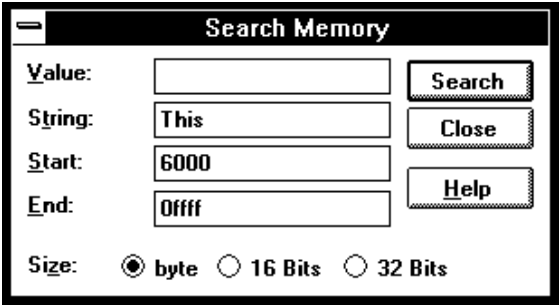 Search Memory
Value:
Search
String: This
Close
Start: 6000
Help
End: 0ffff
Size: byte 16 Bits 32 Bits